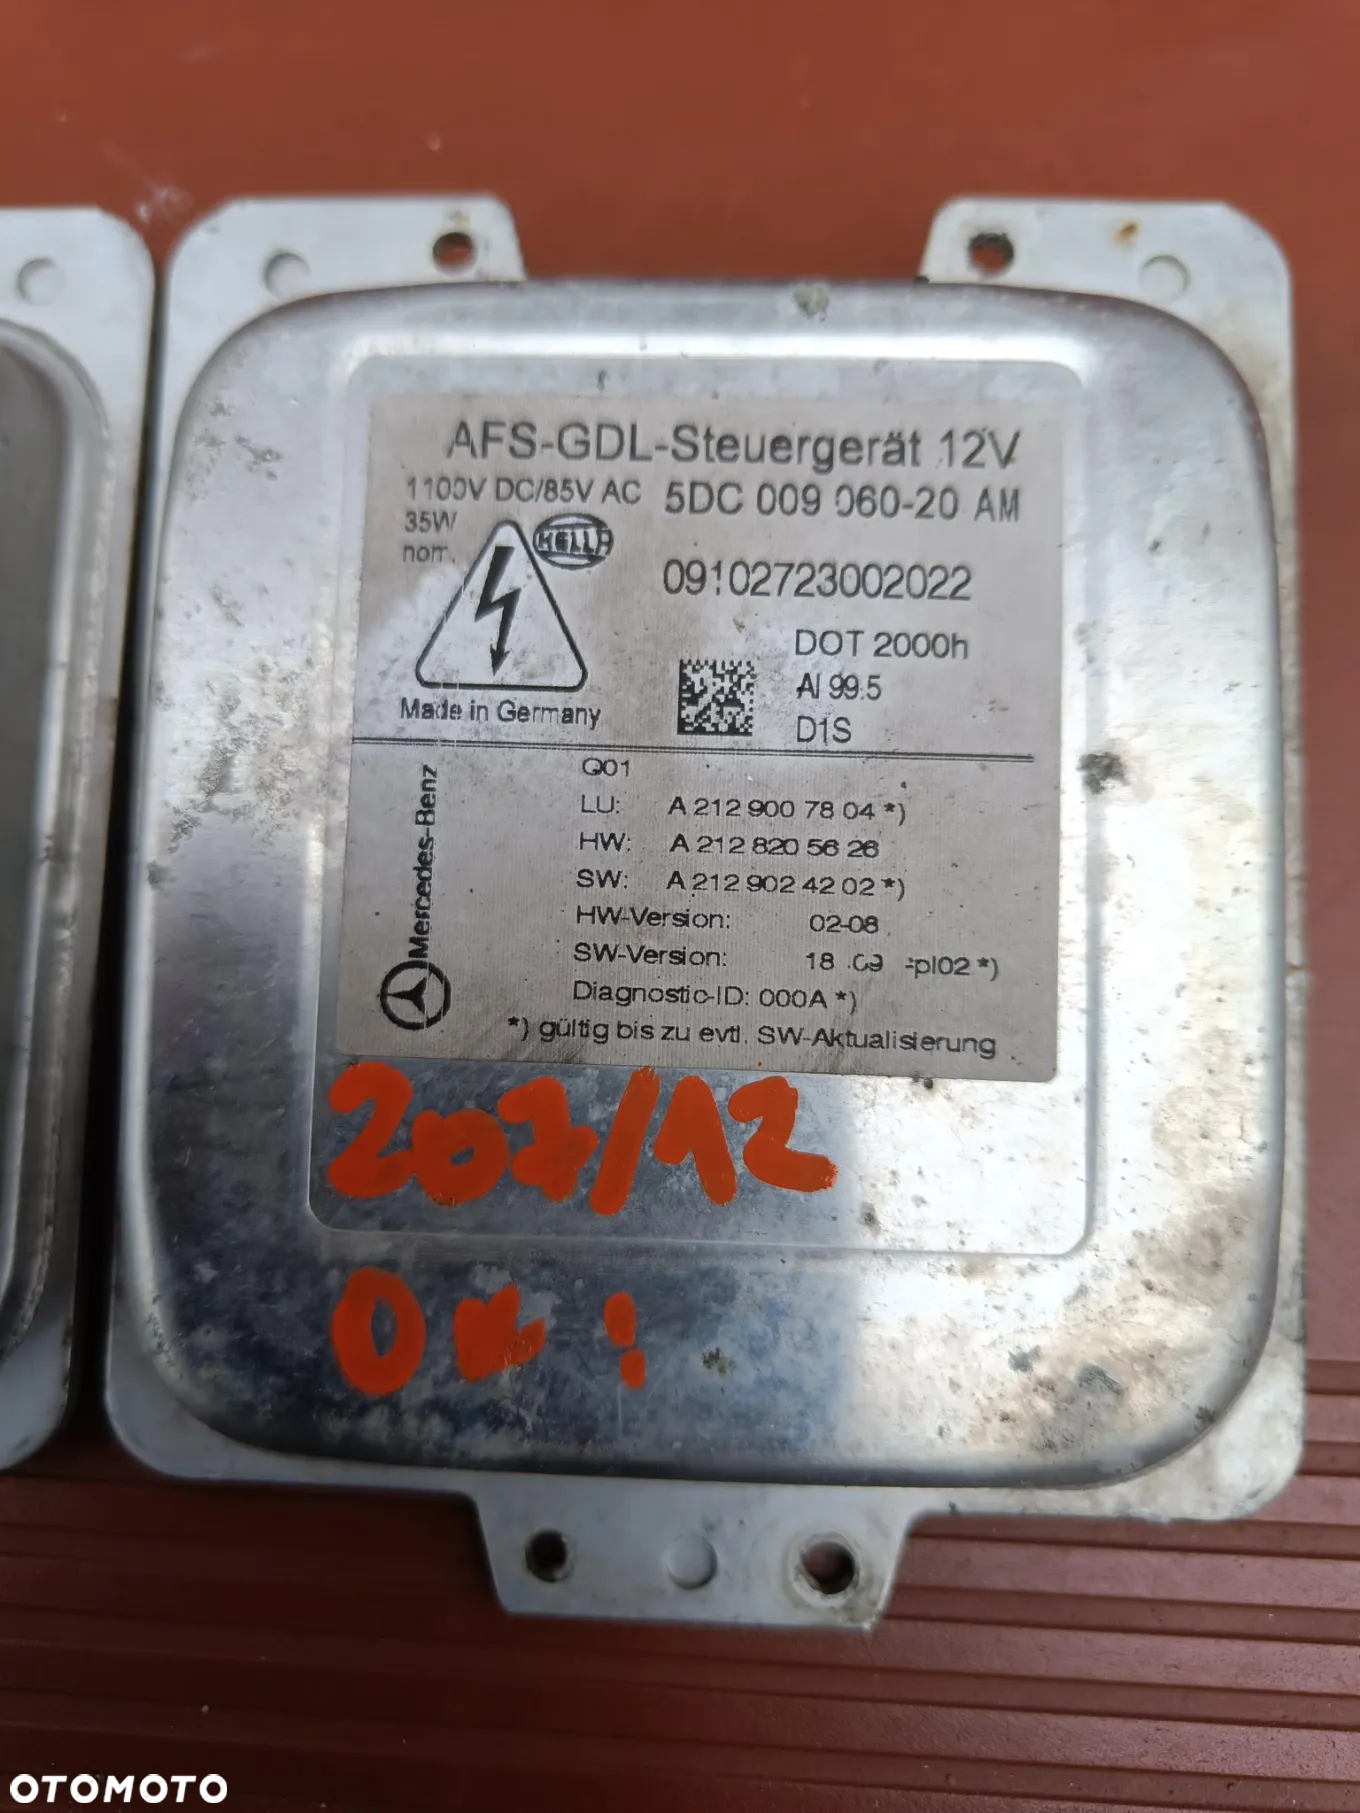 AFS-GDL-Steuergerät 12V
1100V DC/85V AC 5DC 009 060-20 AM
35W
nom.
HELLA
09102723002022
DOT 2000h
Al 99.5
D1S
Made in Germany
Mercedes-Benz
Q01
LU: A 212 900 78 04 *)
HW: A 212 820 56 26
SW: A 212 902 42 02 *)
HW-Version: 02-08
SW-Version: 18 .09 pl02 *)
Diagnostic-ID: 000A *)
*) gültig bis zu evtl. SW-Aktualisierung
207/12
OK!
OTOMOTO